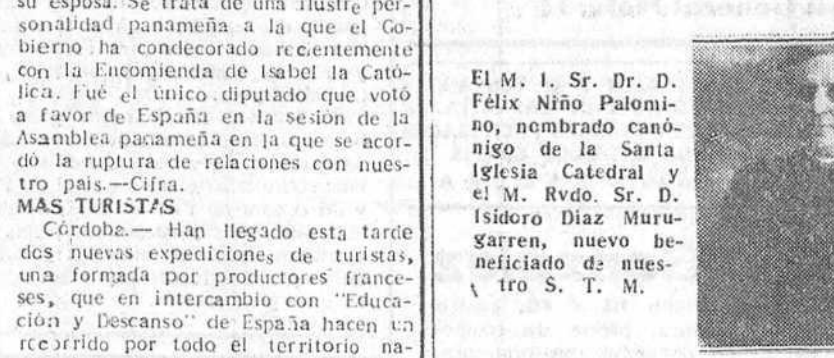 su esposa. Se trata de una ilustre per-
sonalidad panameña a la que el Go-
bierno ha condecorado recientemente
con la Encomienda de Isabel la Cató-
lica. Fué el único diputado que votó
a favor de España en la sesión de la
Asamblea panameña en la que se acor-
dó la ruptura de relaciones con nues-
tro país.—Cifra.
MAS TURISTAS
Córdoba.— Han llegado esta tarde
dos nuevas expediciones de turistas,
una formada por productores france-
ses, que en intercambio con "Educa-
ción y Descanso" de España hacen un
recorrido por todo el territorio na-
El M. I. Sr. Dr. D.
Félix Niño Palomi-
no, nombrado canó-
nigo de la Santa
Iglesia Catedral y
el M. Rvdo. Sr. D.
Isidoro Díaz Muru-
garren, nuevo be-
neficiado de nues-
tro S. T. M.